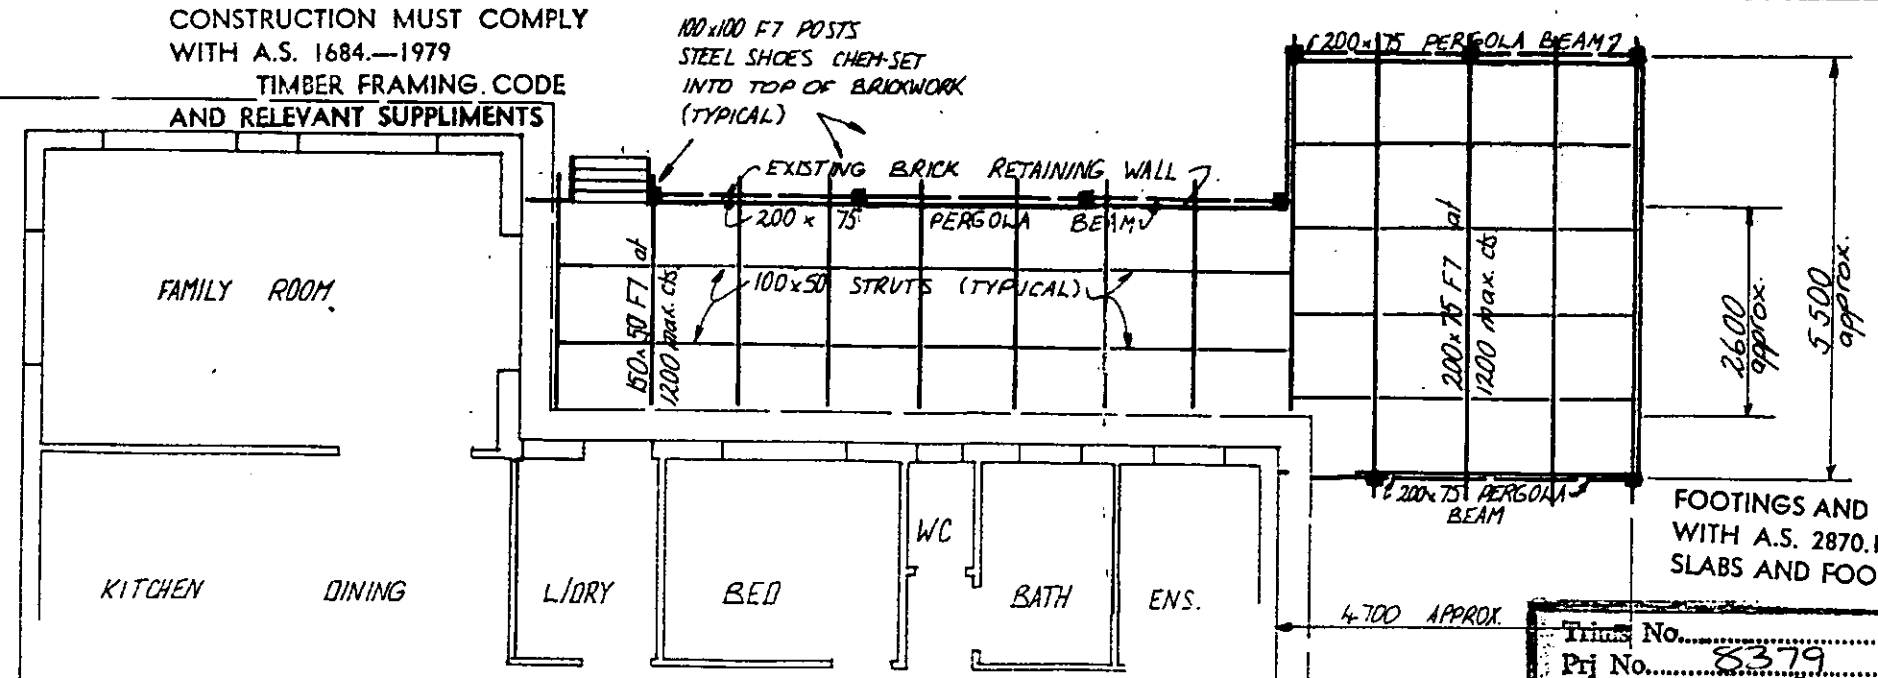 CONSTRUCTION MUST COMPLY
WITH A.S. 1684.—1979
TIMBER FRAMING. CODE
AND RELEVANT SUPPLIMENTS
100x100 F7 POSTS
STEEL SHOES CHEM-SET
INTO TOP OF BRICKWORK
(TYPICAL)
200x75 PERGOLA BEAM
EXISTING BRICK RETAINING WALL
200 x 75 PERGOLA BEAM
100x50 STRUTS (TYPICAL)
150x50 F7 at
1200 max. cts
200x75 F7 at
1200 max. cts
2600
approx.
5500
approx.
FAMILY ROOM
200x75 PERGOLA
BEAM
FOOTINGS AND
WITH A.S. 2870.1
SLABS AND FOO
KITCHEN
DINING
L/DRY
BED
WC
BATH
ENS.
4700 APPROX.
No.
Prj No. 8379